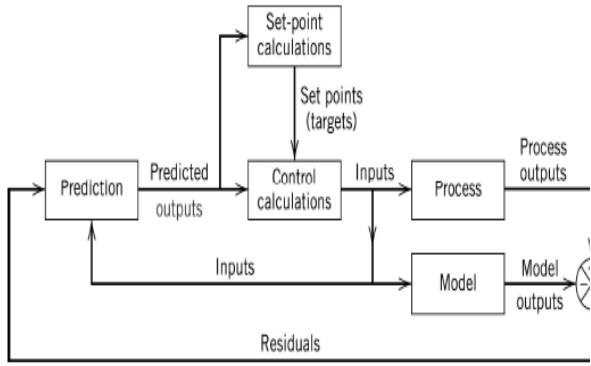 Set-point
calculations
Set points
(targets)
Process
outputs
Prediction
Predicted
outputs
Control
calculations
Inputs
Process
Inputs
Model
Model
outputs
Residuals